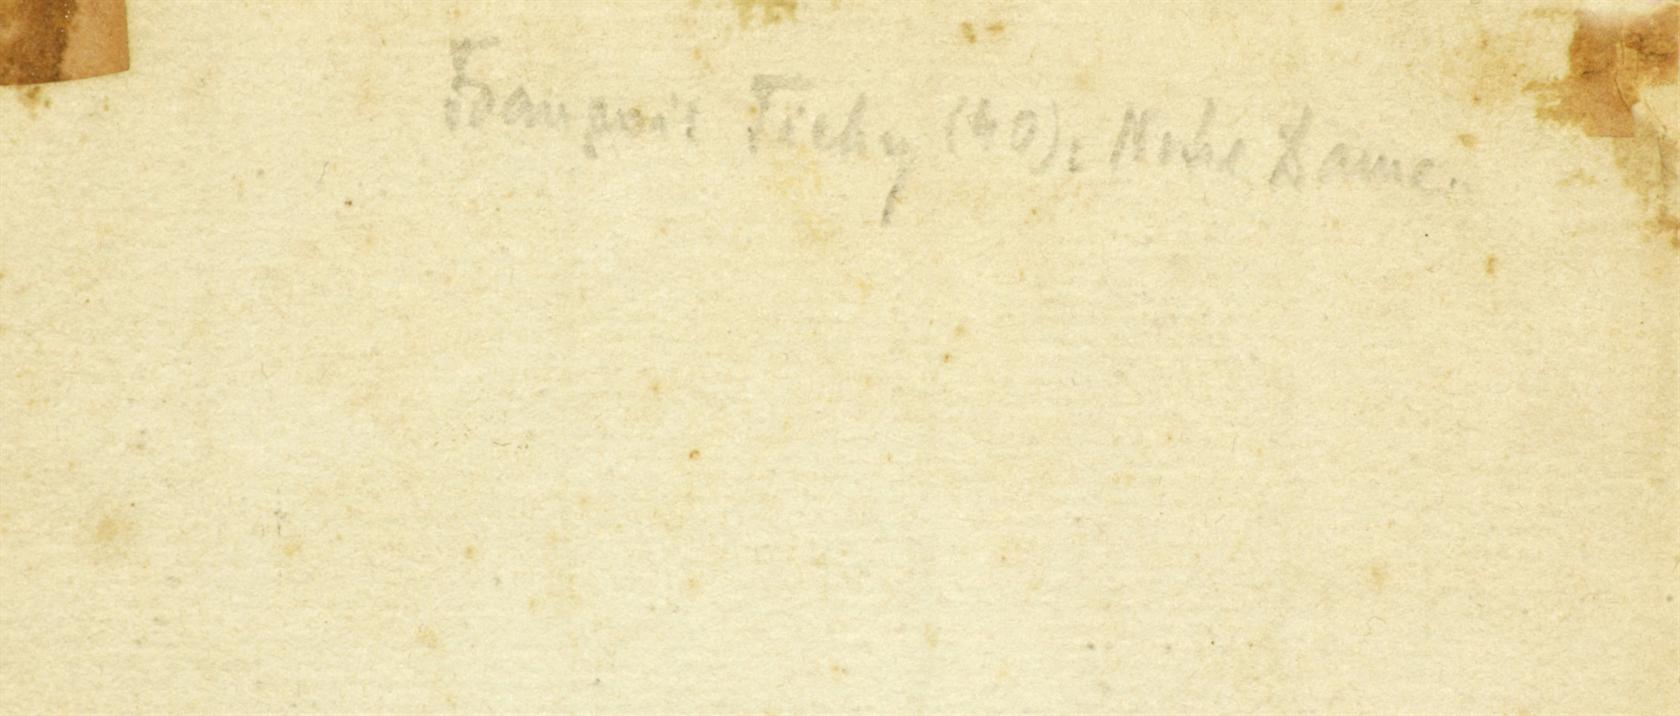 François Tichy (40): Notre Dame.